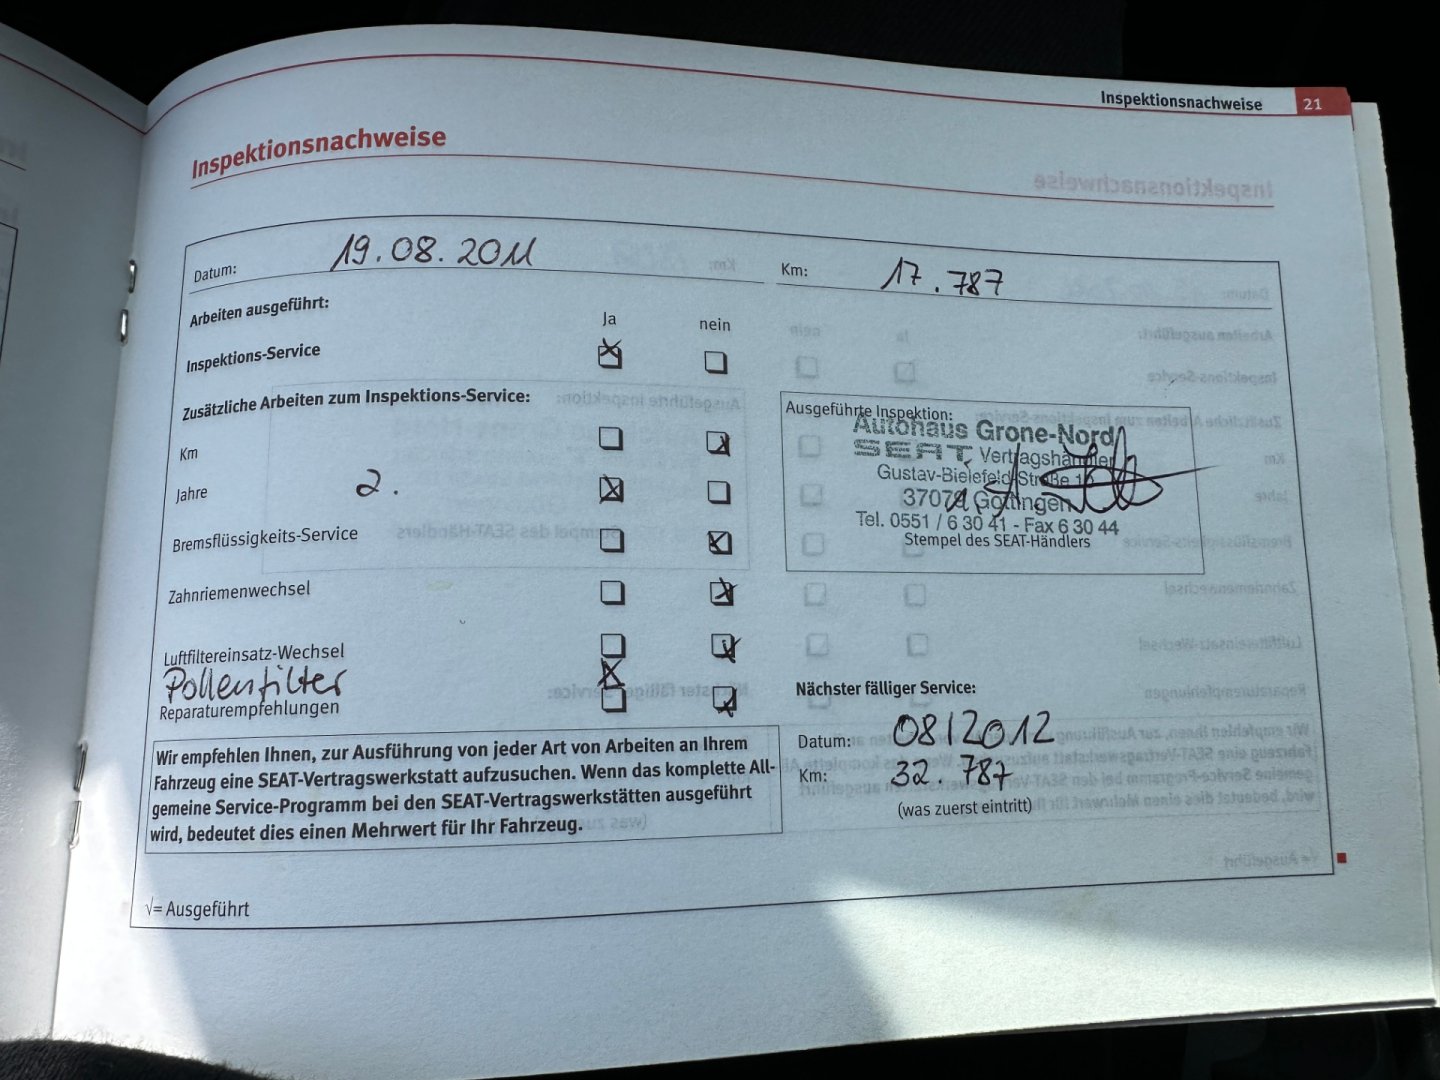 Inspektionsnachweise 21
Inspektionsnachweise
Datum: 19.08.2011 Km: 17.787
Arbeiten ausgeführt:
Ja nein
Inspektions-Service
Zusätzliche Arbeiten zum Inspektions-Service:
Km
Jahre 2.
Bremsflüssigkeits-Service
Zahnriemenwechsel
Luftfiltereinsatz-Wechsel
Pollenfilter
Reparaturempfehlungen
Ausgeführte Inspektion:
Autohaus Grone-Nord
SEAT Vertragshändler
Gustav-Bielefeld-Straße
37079 Göttingen
Tel. 0551 / 6 30 41 - Fax 6 30 44
Stempel des SEAT-Händlers
Nächster fälliger Service:
Datum: 08/2012
Km: 32.787
(was zuerst eintritt)
Wir empfehlen Ihnen, zur Ausführung von jeder Art von Arbeiten an Ihrem
Fahrzeug eine SEAT-Vertragswerkstatt aufzusuchen. Wenn das komplette All-
gemeine Service-Programm bei den SEAT-Vertragswerkstätten ausgeführt
wird, bedeutet dies einen Mehrwert für Ihr Fahrzeug.
√= Ausgeführt